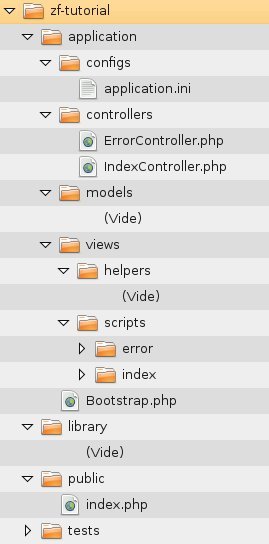 zf-tutorial
application
configs
application.ini
controllers
ErrorController.php
IndexController.php
models
(Vide)
views
helpers
(Vide)
scripts
error
index
Bootstrap.php
library
(Vide)
public
index.php
tests